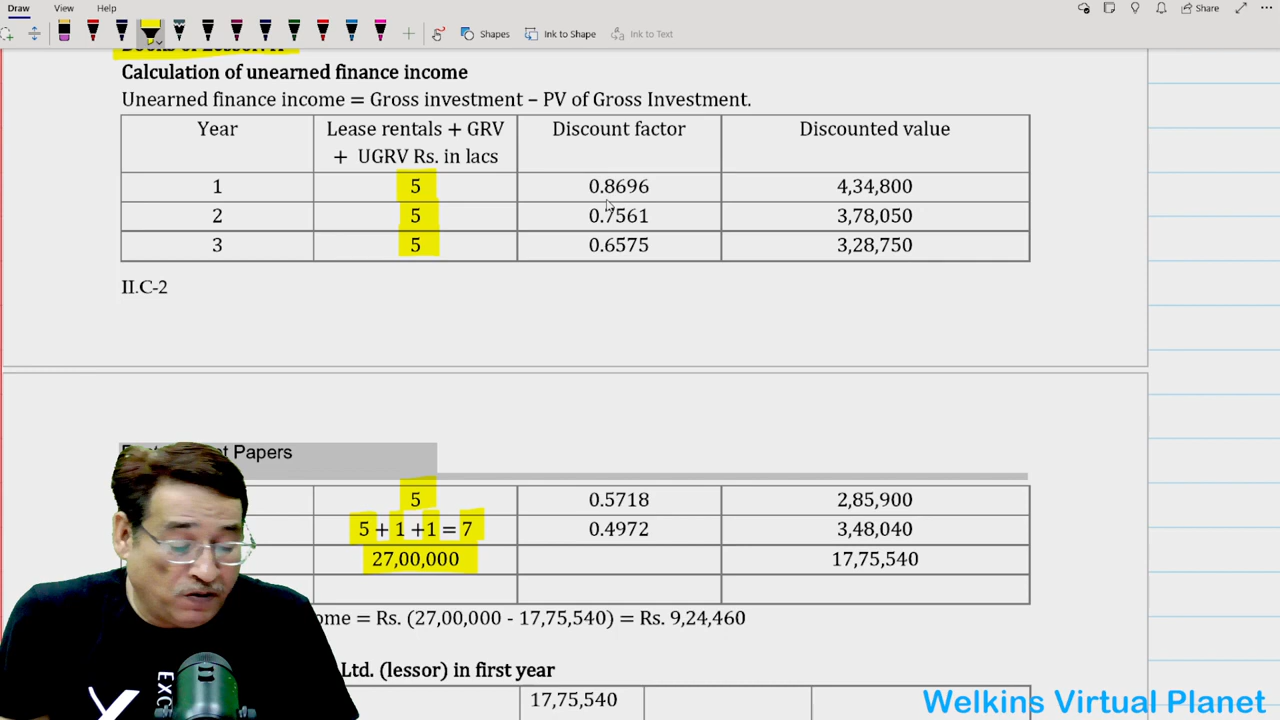 Draw View Help Share
Shapes Ink to Shape Ink to Text
Calculation of unearned finance income
Unearned finance income = Gross investment – PV of Gross Investment.
Year Lease rentals + GRV + UGRV Rs. in lacs Discount factor Discounted value
1 5 0.8696 4,34,800
2 5 0.7561 3,78,050
3 5 0.6575 3,28,750
II.C-2
Papers
5 0.5718 2,85,900
5 + 1 +1 = 7 0.4972 3,48,040
27,00,000 17,75,540
ome = Rs. (27,00,000 - 17,75,540) = Rs. 9,24,460
Ltd. (lessor) in first year
17,75,540
EXC
Welkins Virtual Planet